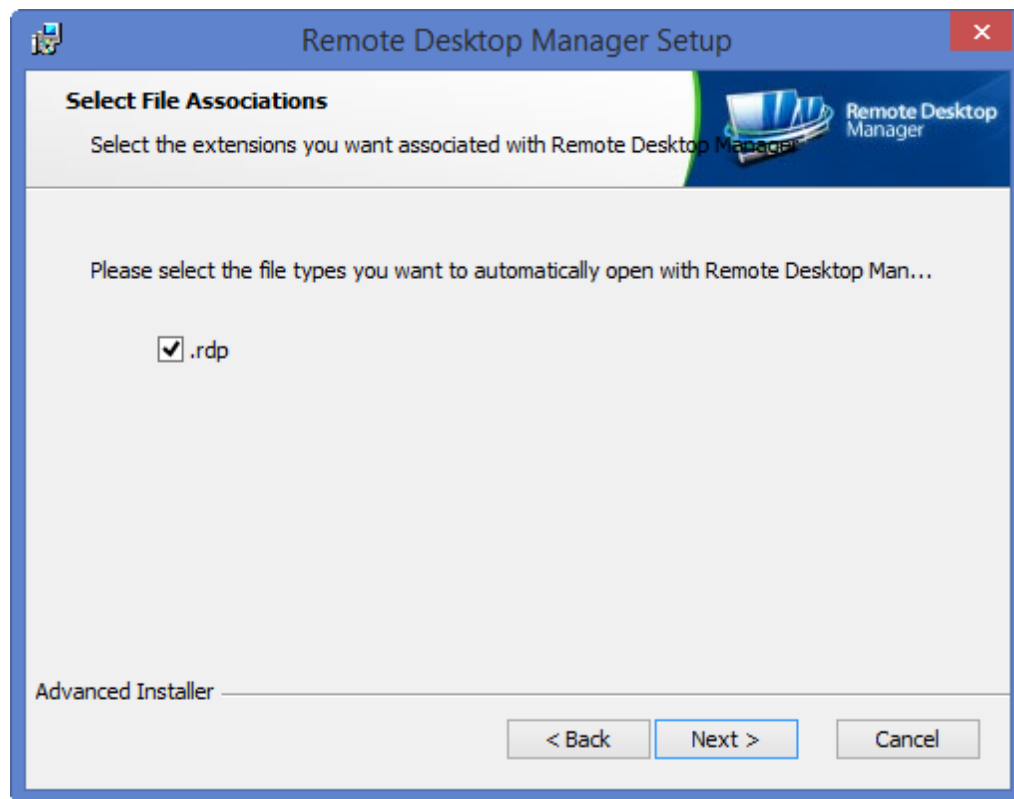 Remote Desktop Manager Setup
Select File Associations
Select the extensions you want associated with Remote Desktop Manager
Remote Desktop
Manager
Please select the file types you want to automatically open with Remote Desktop Man...
.rdp
Advanced Installer
< Back
Next >
Cancel